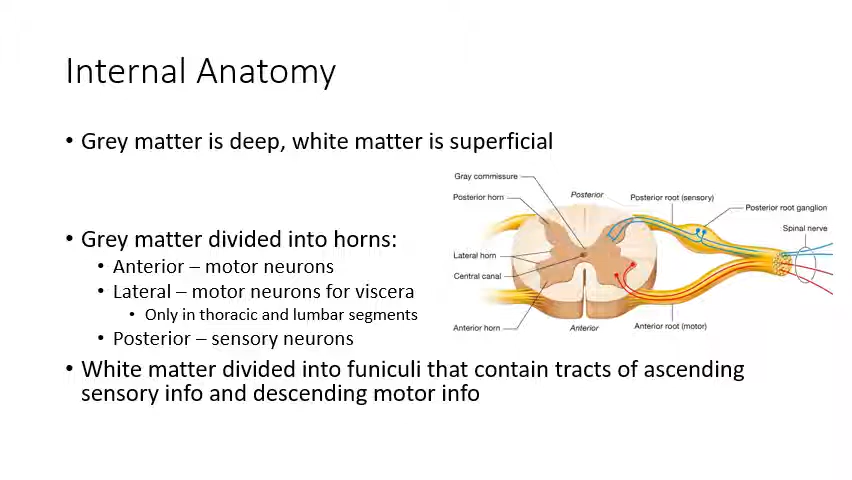 Internal Anatomy
• Grey matter is deep, white matter is superficial
• Grey matter divided into horns:
• Anterior – motor neurons
• Lateral – motor neurons for viscera
• Only in thoracic and lumbar segments
• Posterior – sensory neurons
• White matter divided into funiculi that contain tracts of ascending
sensory info and descending motor info
Gray commissure
Posterior horn
Posterior
Posterior root (sensory)
Posterior root ganglion
Spinal nerve
Lateral horn
Central canal
Anterior horn
Anterior
Anterior root (motor)